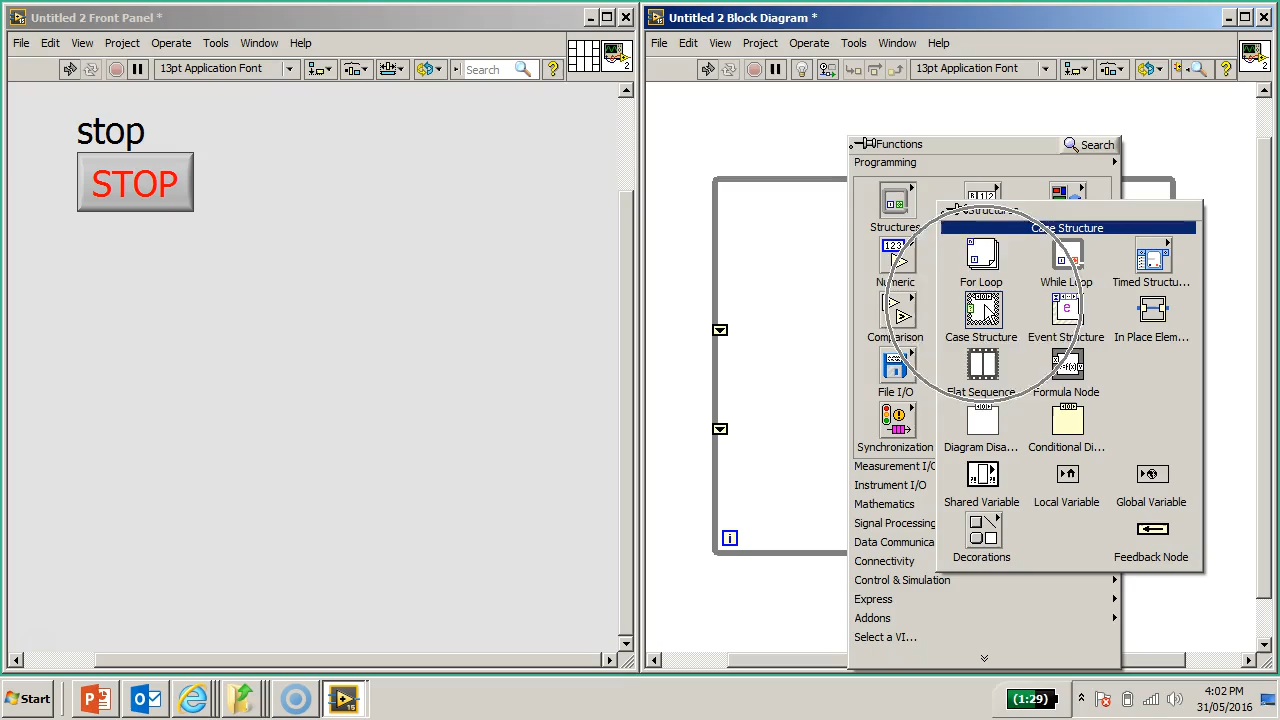 Untitled 2 Front Panel *
File Edit View Project Operate Tools Window Help
13pt Application Font
Search
2
stop
STOP
Untitled 2 Block Diagram *
File Edit View Project Operate Tools Window Help
13pt Application Font
2
Functions
Search
Programming
Structures
Numeric
Comparison
File I/O
Synchronization
Measurement I/O
Instrument I/O
Mathematics
Signal Processing
Data Communica
Connectivity
Control & Simulation
Express
Addons
Select a VI...
Structures
Case Structure
For Loop While Loop Timed Structu...
Case Structure Event Structure In Place Elem...
Flat Sequence Formula Node
Diagram Disa... Conditional Di...
Shared Variable Local Variable Global Variable
Decorations Feedback Node
i
Start
(1:29)
4:02 PM
31/05/2016